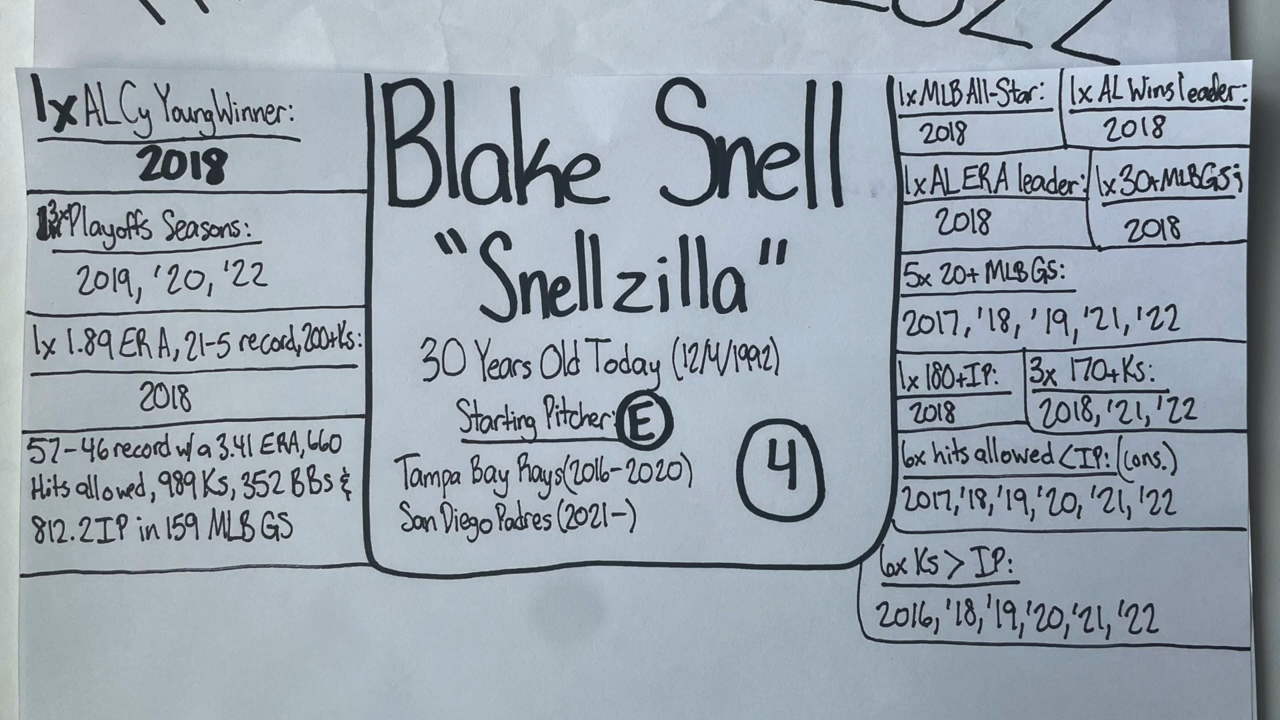 1x AL Cy Young Winner:
2018
3x Playoffs Seasons:
2019, '20, '22
1x 1.89 ERA, 21-5 record, 200+Ks:
2018
57-46 record w/ a 3.41 ERA, 660
Hits allowed, 989 Ks, 352 BBs &
812.2 IP in 159 MLB GS
Blake Snell
"Snellzilla"
30 Years Old Today (12/4/1992)
Starting Pitcher: E
Tampa Bay Rays (2016-2020)
San Diego Padres (2021-)
4
1x MLB All-Star:
2018
1x AL Wins leader:
2018
1x AL ERA leader:
2018
1x 30+ MLB GS:
2018
5x 20+ MLB GS:
2017, '18, '19, '21, '22
1x 180+ IP:
2018
3x 170+ Ks:
2018, '21, '22
6x hits allowed < IP: (cons.)
2017, '18, '19, '20, '21, '22
6x Ks > IP:
2016, '18, '19, '20, '21, '22